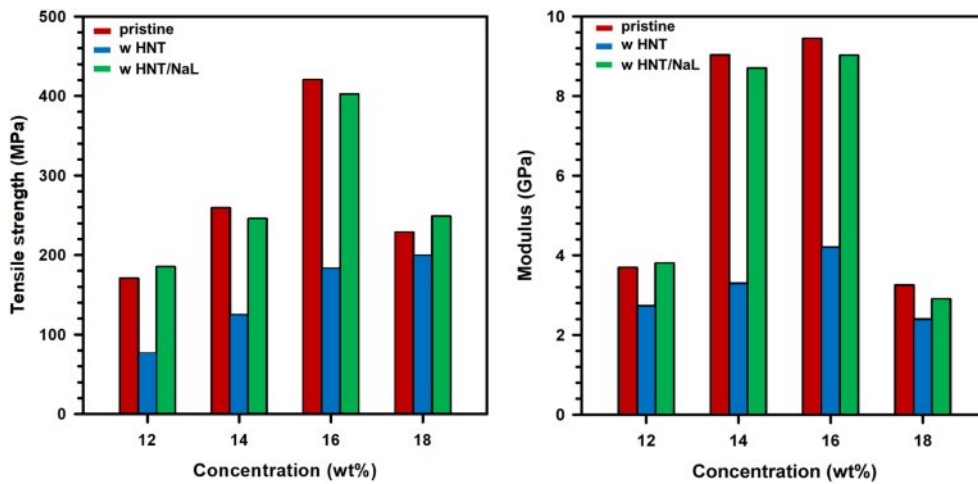 500
400
300
200
100
0
Tensile strength (MPa)
pristine
w HNT
w HNT/NaL
12 14 16 18
Concentration (wt%)
10
8
6
4
2
0
Modulus (GPa)
pristine
w HNT
w HNT/NaL
12 14 16 18
Concentration (wt%)